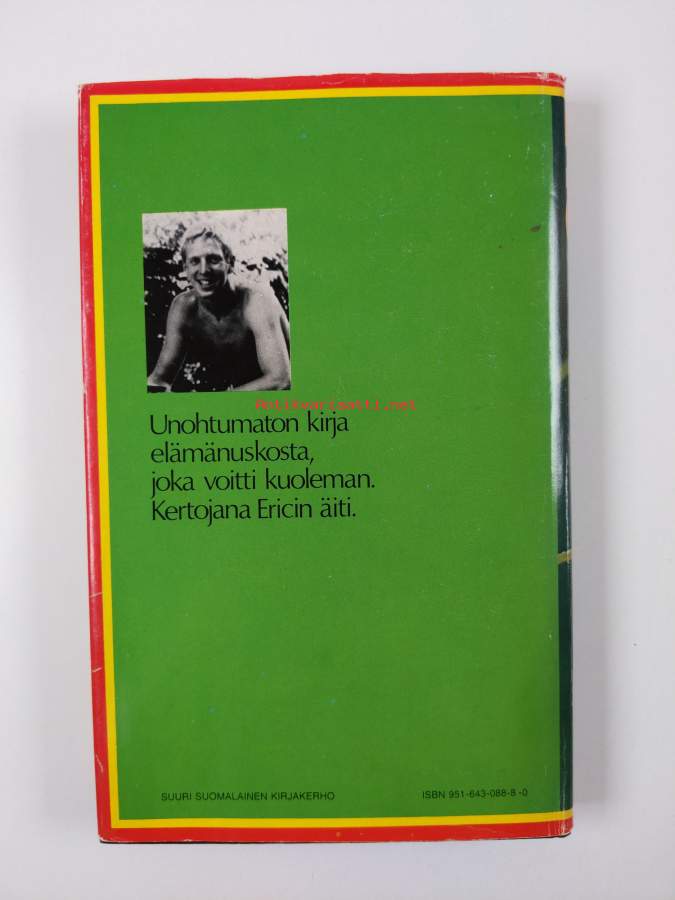 Antikvariaatti.net
Unohtumaton kirja
elämänuskosta,
joka voitti kuoleman.
Kertojana Ericin äiti.
SUURI SUOMALAINEN KIRJAKERHO
ISBN 951-643-088-8 -0